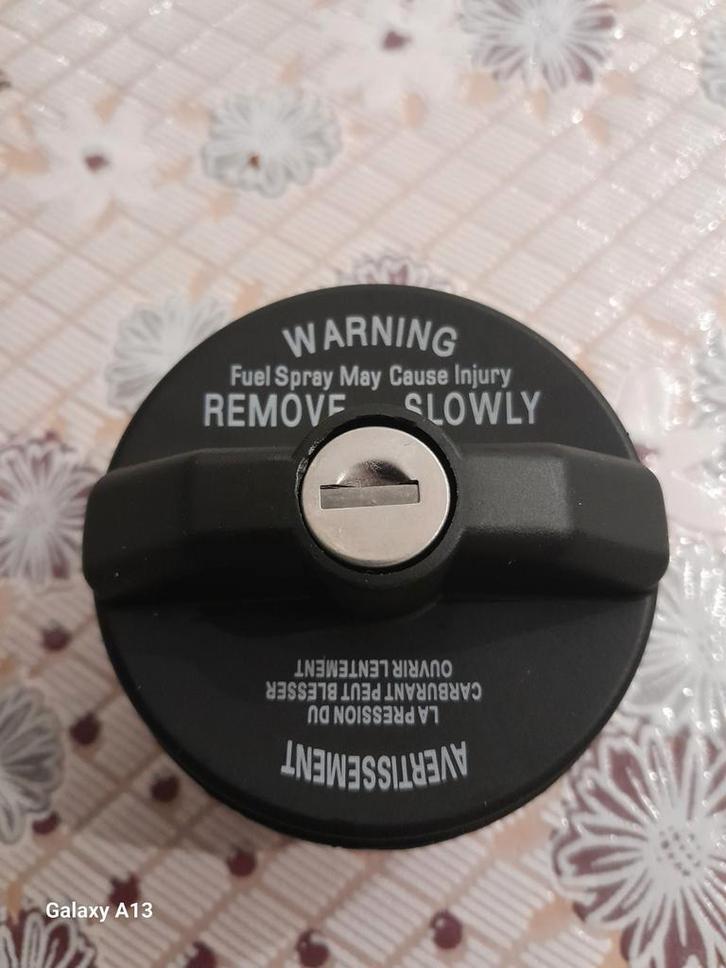 WARNING
Fuel Spray May Cause Injury
REMOVE SLOWLY
AVERTISSEMENT
LA PRESSION DU
CARBURANT PEUT BLESSER
OUVRIR LENTEMENT
Galaxy A13